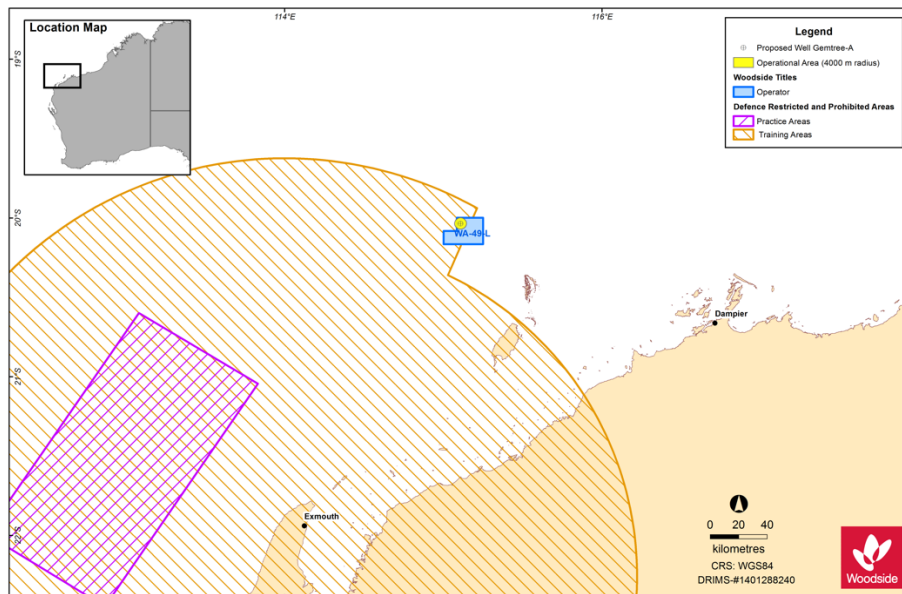 Location Map
114°E
116°E
19°S
20°S
21°S
22°S
Legend
Proposed Well Gemtree-A
Operational Area (4000 m radius)
Woodside Titles
Operator
Defence Restricted and Prohibited Areas
Practice Areas
Training Areas
WA-49-L
Dampier
Exmouth
0 20 40
kilometres
CRS: WGS84
DRIMS-#1401288240
Woodside